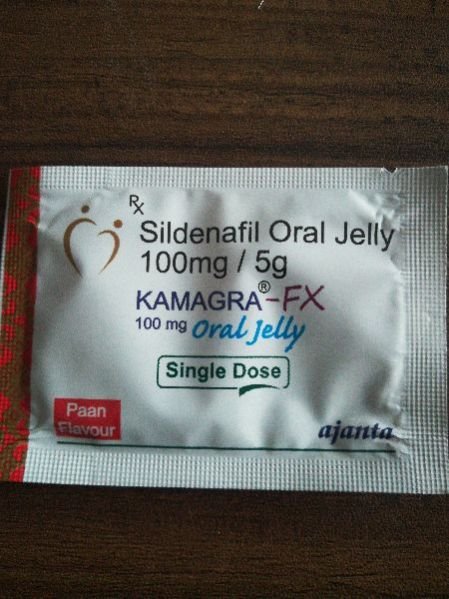 Rx
Sildenafil Oral Jelly
100mg / 5g
KAMAGRA®-FX
100 mg Oral Jelly
Single Dose
Paan
Flavour
ajanta